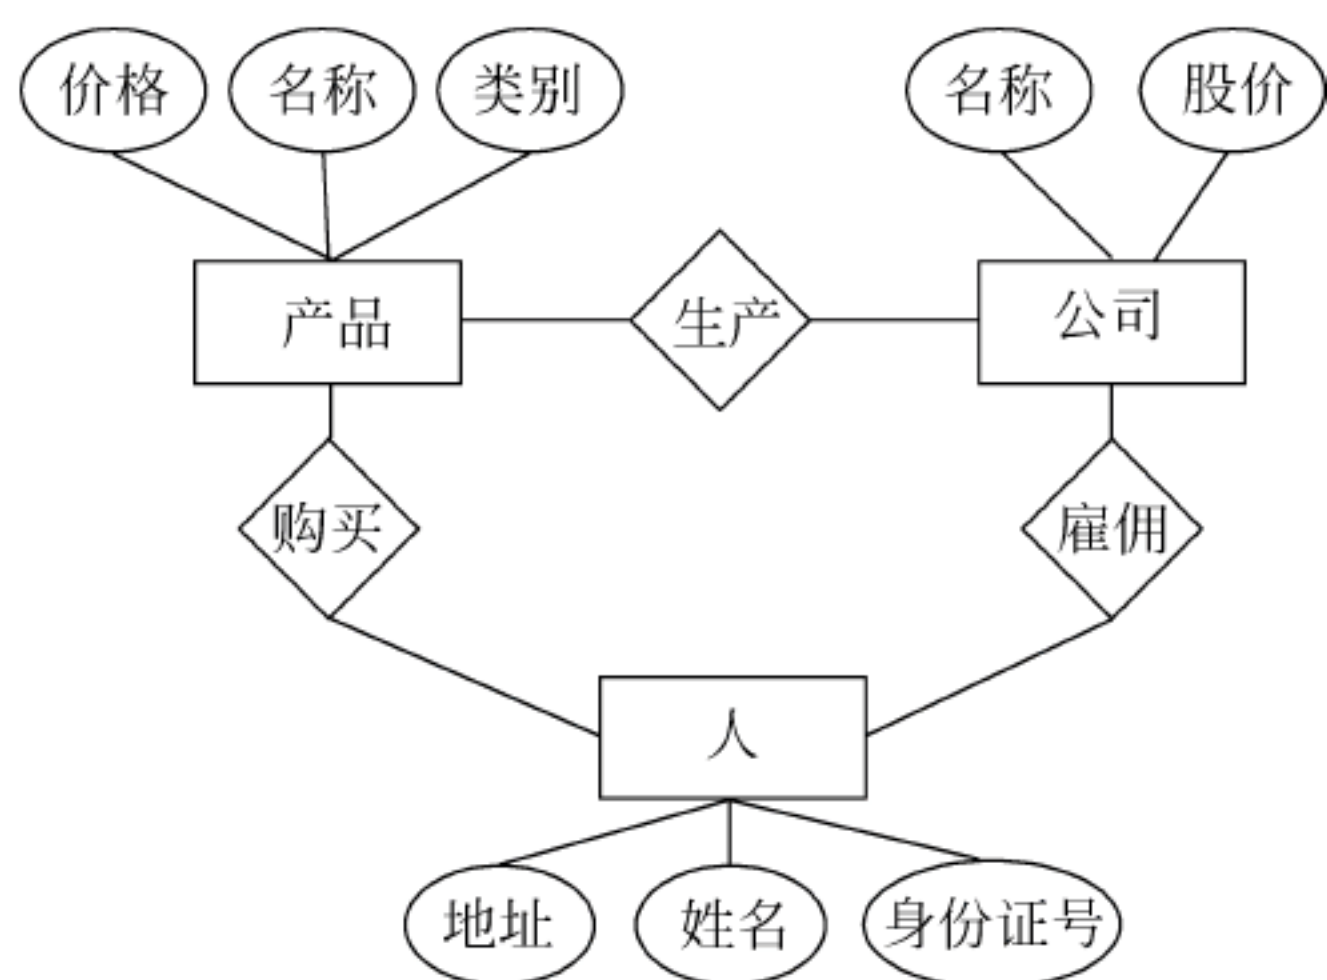 价格 名称 类别 名称 股价
产品 生产 公司
购买 雇佣
人
地址 姓名 身份证号